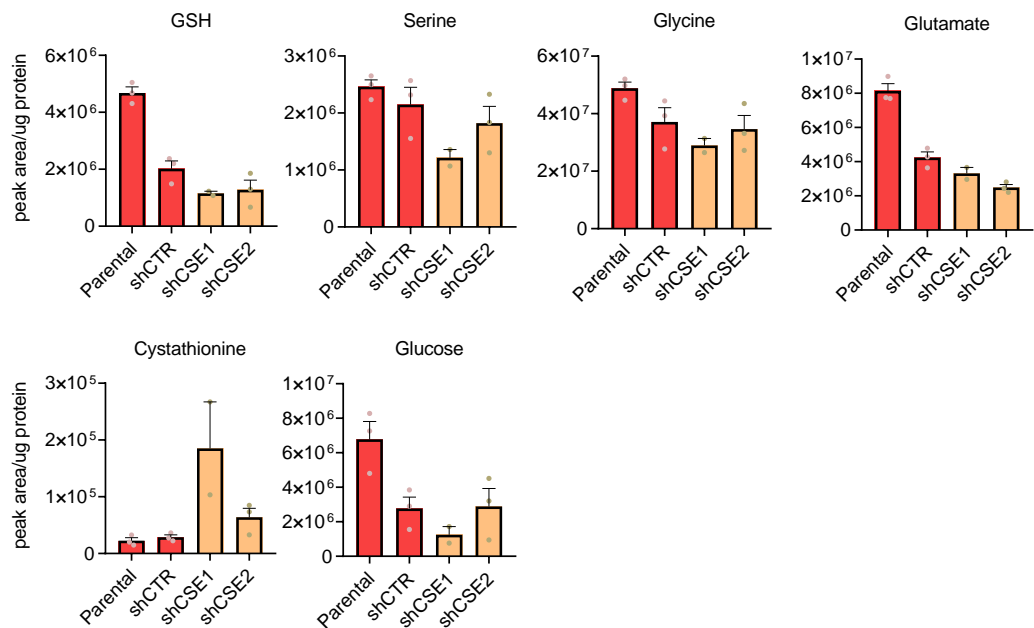 GSH
peak area/ug protein
6×10⁶
4×10⁶
2×10⁶
0
Parental
shCTR
shCSE1
shCSE2
Serine
3×10⁶
2×10⁶
1×10⁶
0
Parental
shCTR
shCSE1
shCSE2
Glycine
6×10⁷
4×10⁷
2×10⁷
0
Parental
shCTR
shCSE1
shCSE2
Glutamate
1×10⁷
8×10⁶
6×10⁶
4×10⁶
2×10⁶
0
Parental
shCTR
shCSE1
shCSE2
Cystathionine
peak area/ug protein
3×10⁵
2×10⁵
1×10⁵
0
Parental
shCTR
shCSE1
shCSE2
Glucose
1×10⁷
8×10⁶
6×10⁶
4×10⁶
2×10⁶
0
Parental
shCTR
shCSE1
shCSE2